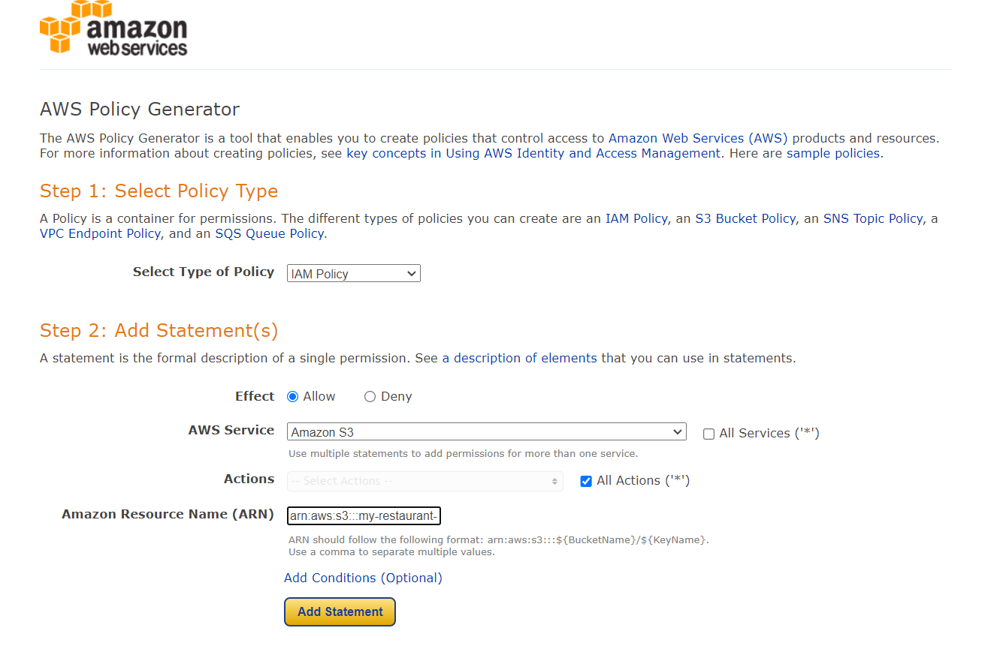 amazon
webservices
AWS Policy Generator
The AWS Policy Generator is a tool that enables you to create policies that control access to Amazon Web Services (AWS) products and resources.
For more information about creating policies, see key concepts in Using AWS Identity and Access Management. Here are sample policies.
Step 1: Select Policy Type
A Policy is a container for permissions. The different types of policies you can create are an IAM Policy, an S3 Bucket Policy, an SNS Topic Policy, a
VPC Endpoint Policy, and an SQS Queue Policy.
Select Type of Policy IAM Policy
Step 2: Add Statement(s)
A statement is the formal description of a single permission. See a description of elements that you can use in statements.
Effect Allow Deny
AWS Service Amazon S3 All Services ('*')
Use multiple statements to add permissions for more than one service.
Actions -- Select Actions -- All Actions ('*')
Amazon Resource Name (ARN) arn:aws:s3:::my-restaurant-
ARN should follow the following format: arn:aws:s3:::${BucketName}/${KeyName}.
Use a comma to separate multiple values.
Add Conditions (Optional)
Add Statement